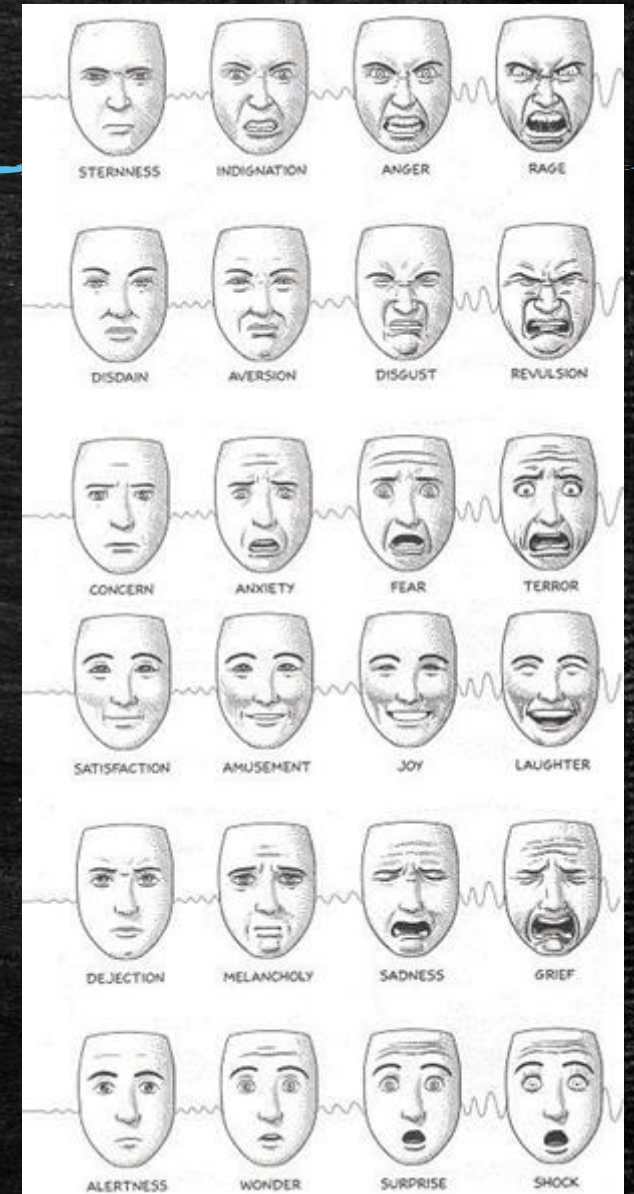 STERNNESS INDIGNATION ANGER RAGE
DISDAIN AVERSION DISGUST REVULSION
CONCERN ANXIETY FEAR TERROR
SATISFACTION AMUSEMENT JOY LAUGHTER
DEJECTION MELANCHOLY SADNESS GRIEF
ALERTNESS WONDER SURPRISE SHOCK